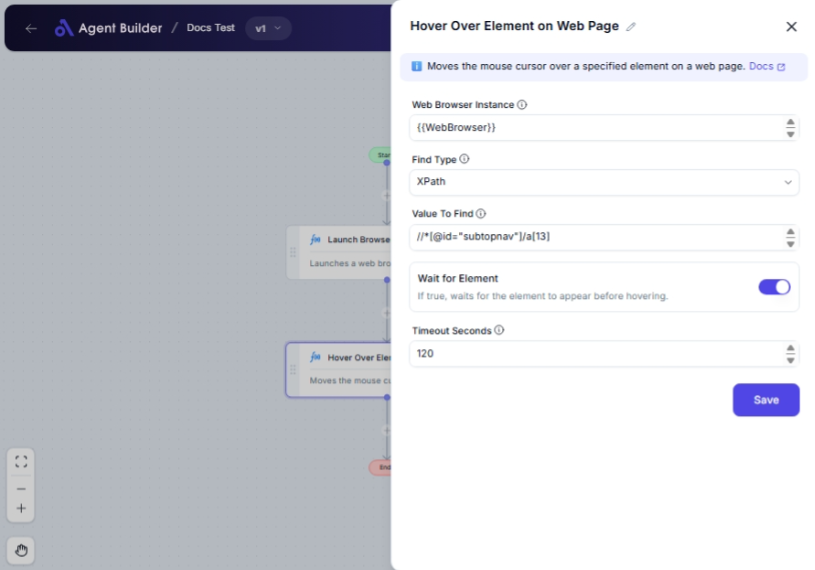 Agent Builder / Docs Test v1
Start
Launch Browse
Launches a web bro
Hover Over Ele
Moves the mouse cu
End
Hover Over Element on Web Page
Moves the mouse cursor over a specified element on a web page. Docs
Web Browser Instance
{{WebBrowser}}
Find Type
XPath
Value To Find
//*[@id="subtopnav"]/a[13]
Wait for Element
If true, waits for the element to appear before hovering.
Timeout Seconds
120
Save